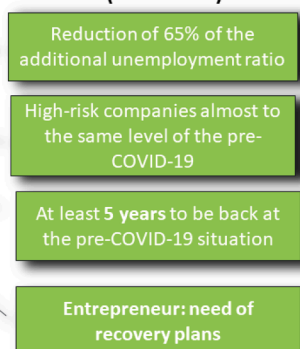 Reduction of 65% of the
additional unemployment ratio
High-risk companies almost to
the same level of the pre-
COVID-19
At least 5 years to be back at
the pre-COVID-19 situation
Entrepreneur: need of
recovery plans